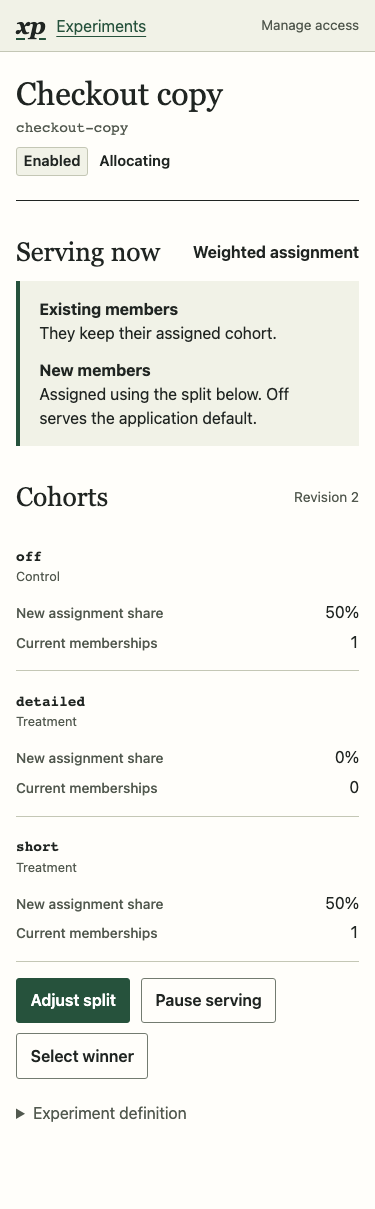 xp Experiments Manage access
Checkout copy
checkout-copy
Enabled Allocating
Serving now Weighted assignment
Existing members
They keep their assigned cohort.
New members
Assigned using the split below. Off
serves the application default.
Cohorts Revision 2
off
Control
New assignment share 50%
Current memberships 1
detailed
Treatment
New assignment share 0%
Current memberships 0
short
Treatment
New assignment share 50%
Current memberships 1
Adjust split Pause serving
Select winner
Experiment definition